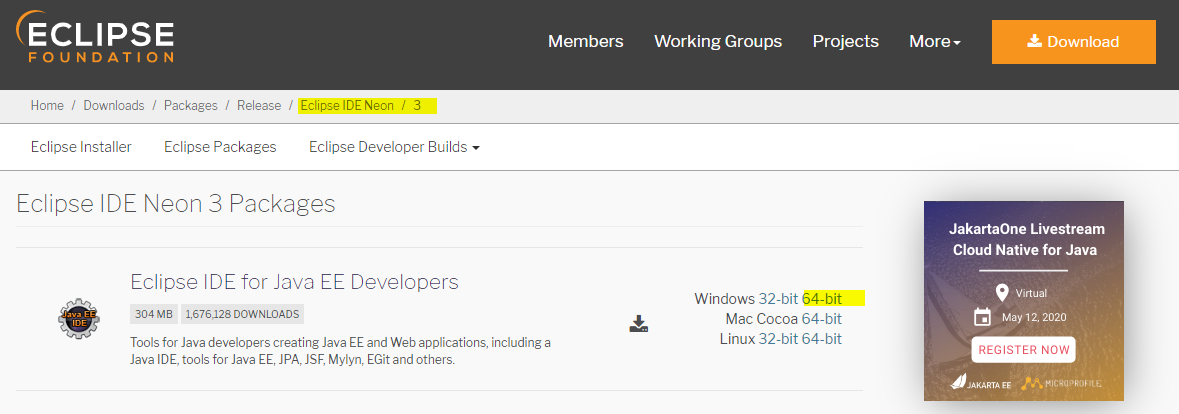 ECLIPSE
FOUNDATION
Members Working Groups Projects More Download
Home / Downloads / Packages / Release / Eclipse IDE Neon / 3
Eclipse Installer Eclipse Packages Eclipse Developer Builds
Eclipse IDE Neon 3 Packages
Java EE
IDE
Eclipse IDE for Java EE Developers
304 MB 1,676,128 DOWNLOADS
Tools for Java developers creating Java EE and Web applications, including a
Java IDE, tools for Java EE, JPA, JSF, Mylyn, EGit and others.
Windows 32-bit 64-bit
Mac Cocoa 64-bit
Linux 32-bit 64-bit
JakartaOne Livestream
Cloud Native for Java
Virtual
May 12, 2020
REGISTER NOW
JAKARTA EE MICROPROFILE